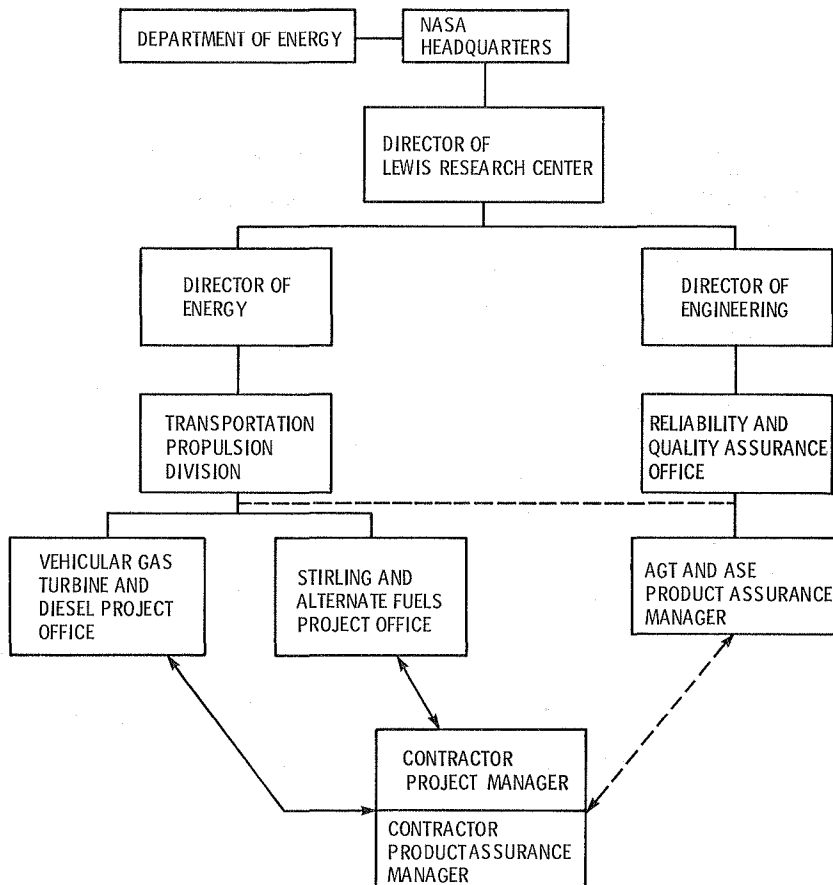 DEPARTMENT OF ENERGY
NASA
HEADQUARTERS
DIRECTOR OF
LEWIS RESEARCH CENTER
DIRECTOR OF
ENERGY
DIRECTOR OF
ENGINEERING
TRANSPORTATION
PROPULSION
DIVISION
RELIABILITY AND
QUALITY ASSURANCE
OFFICE
VEHICULAR GAS
TURBINE AND
DIESEL PROJECT
OFFICE
STIRLING AND
ALTERNATE FUELS
PROJECT OFFICE
AGT AND ASE
PRODUCT ASSURANCE
MANAGER
CONTRACTOR
PROJECT MANAGER
CONTRACTOR
PRODUCT ASSURANCE
MANAGER